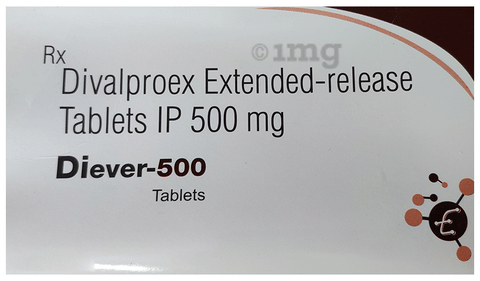 ©1mg
Rx
Divalproex Extended-release
Tablets IP 500 mg
Diever-500
Tablets
E